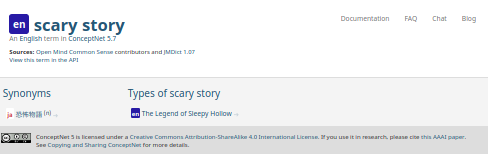 en scary story
Documentation FAQ Chat Blog
An English term in ConceptNet 5.7
Sources: Open Mind Common Sense contributors and JMDict 1.07
View this term in the API
Synonyms
ja 恐怖物語 (n) →
Types of scary story
en The Legend of Sleepy Hollow →
ConceptNet 5 is licensed under a Creative Commons Attribution-ShareAlike 4.0 International License. If you use it in research, please cite this AAAI paper.
See Copying and Sharing ConceptNet for more details.